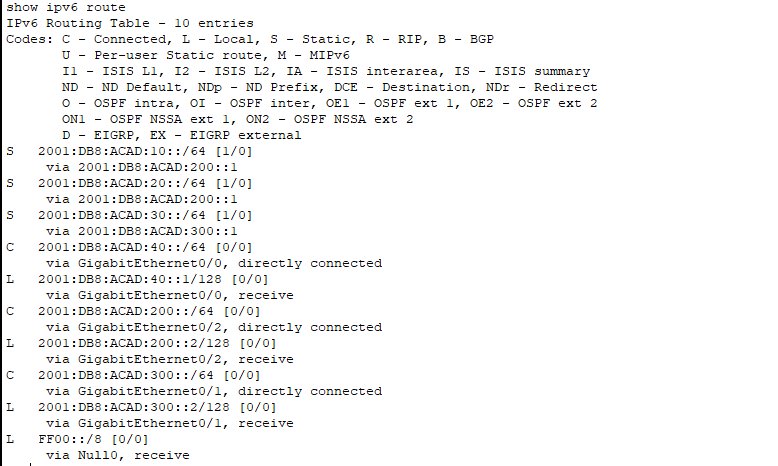 show ipv6 route
IPv6 Routing Table - 10 entries
Codes: C - Connected, L - Local, S - Static, R - RIP, B - BGP
       U - Per-user Static route, M - MIPv6
       I1 - ISIS L1, I2 - ISIS L2, IA - ISIS interarea, IS - ISIS summary
       ND - ND Default, NDp - ND Prefix, DCE - Destination, NDr - Redirect
       O - OSPF intra, OI - OSPF inter, OE1 - OSPF ext 1, OE2 - OSPF ext 2
       ON1 - OSPF NSSA ext 1, ON2 - OSPF NSSA ext 2
       D - EIGRP, EX - EIGRP external
S   2001:DB8:ACAD:10::/64 [1/0]
     via 2001:DB8:ACAD:200::1
S   2001:DB8:ACAD:20::/64 [1/0]
     via 2001:DB8:ACAD:200::1
S   2001:DB8:ACAD:30::/64 [1/0]
     via 2001:DB8:ACAD:300::1
C   2001:DB8:ACAD:40::/64 [0/0]
     via GigabitEthernet0/0, directly connected
L   2001:DB8:ACAD:40::1/128 [0/0]
     via GigabitEthernet0/0, receive
C   2001:DB8:ACAD:200::/64 [0/0]
     via GigabitEthernet0/2, directly connected
L   2001:DB8:ACAD:200::2/128 [0/0]
     via GigabitEthernet0/2, receive
C   2001:DB8:ACAD:300::/64 [0/0]
     via GigabitEthernet0/1, directly connected
L   2001:DB8:ACAD:300::2/128 [0/0]
     via GigabitEthernet0/1, receive
L   FF00::/8 [0/0]
     via Null0, receive